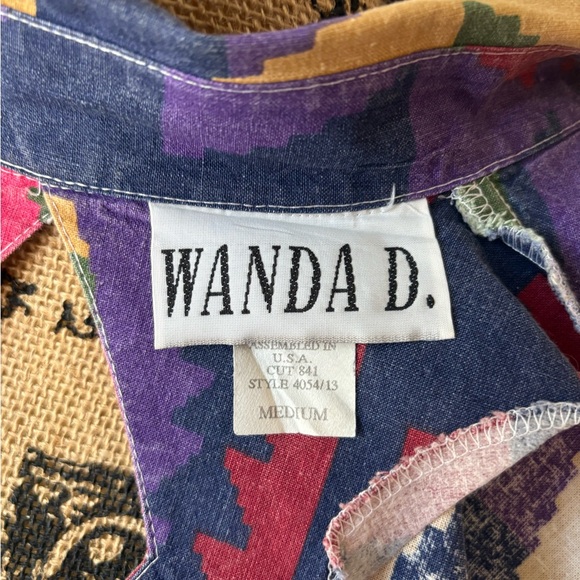 WANDA D.
ASSEMBLED IN
U.S.A.
CUT 841
STYLE 4054/13
MEDIUM